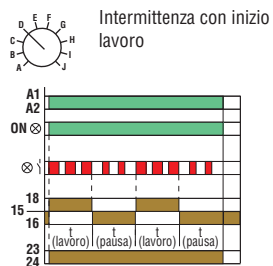 Intermittenza con inizio
lavoro
A
B
C
D
E
F
G
H
I
J
A1
A2
ON
18
15
16
t
(lavoro)
t
(pausa)
t
(lavoro)
t
(pausa)
23
24